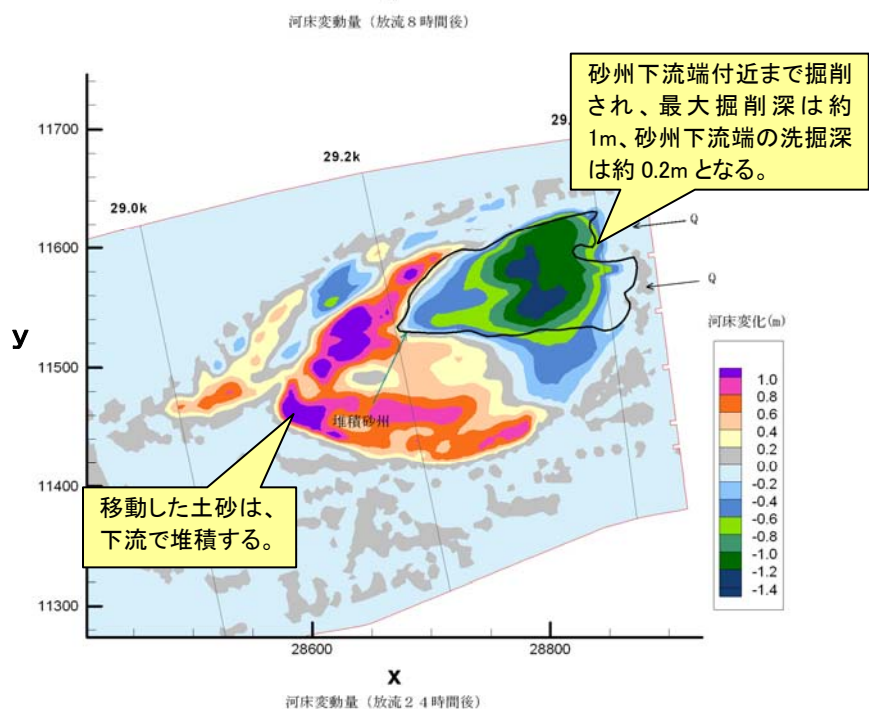 河床変動量(放流8時間後)
砂州下流端付近まで掘削
され、最大掘削深は約
1m、砂州下流端の洗掘深
は約 0.2m となる。
11700
11600
11500
11400
11300
y
29.0k
29.2k
29.
Q
Q
河床変化(m)
1.0
0.8
0.6
0.4
0.2
0.0
-0.2
-0.4
-0.6
-0.8
-1.0
-1.2
-1.4
堆積砂州
移動した土砂は、
下流で堆積する。
28600
28800
x
河床変動量(放流24時間後)